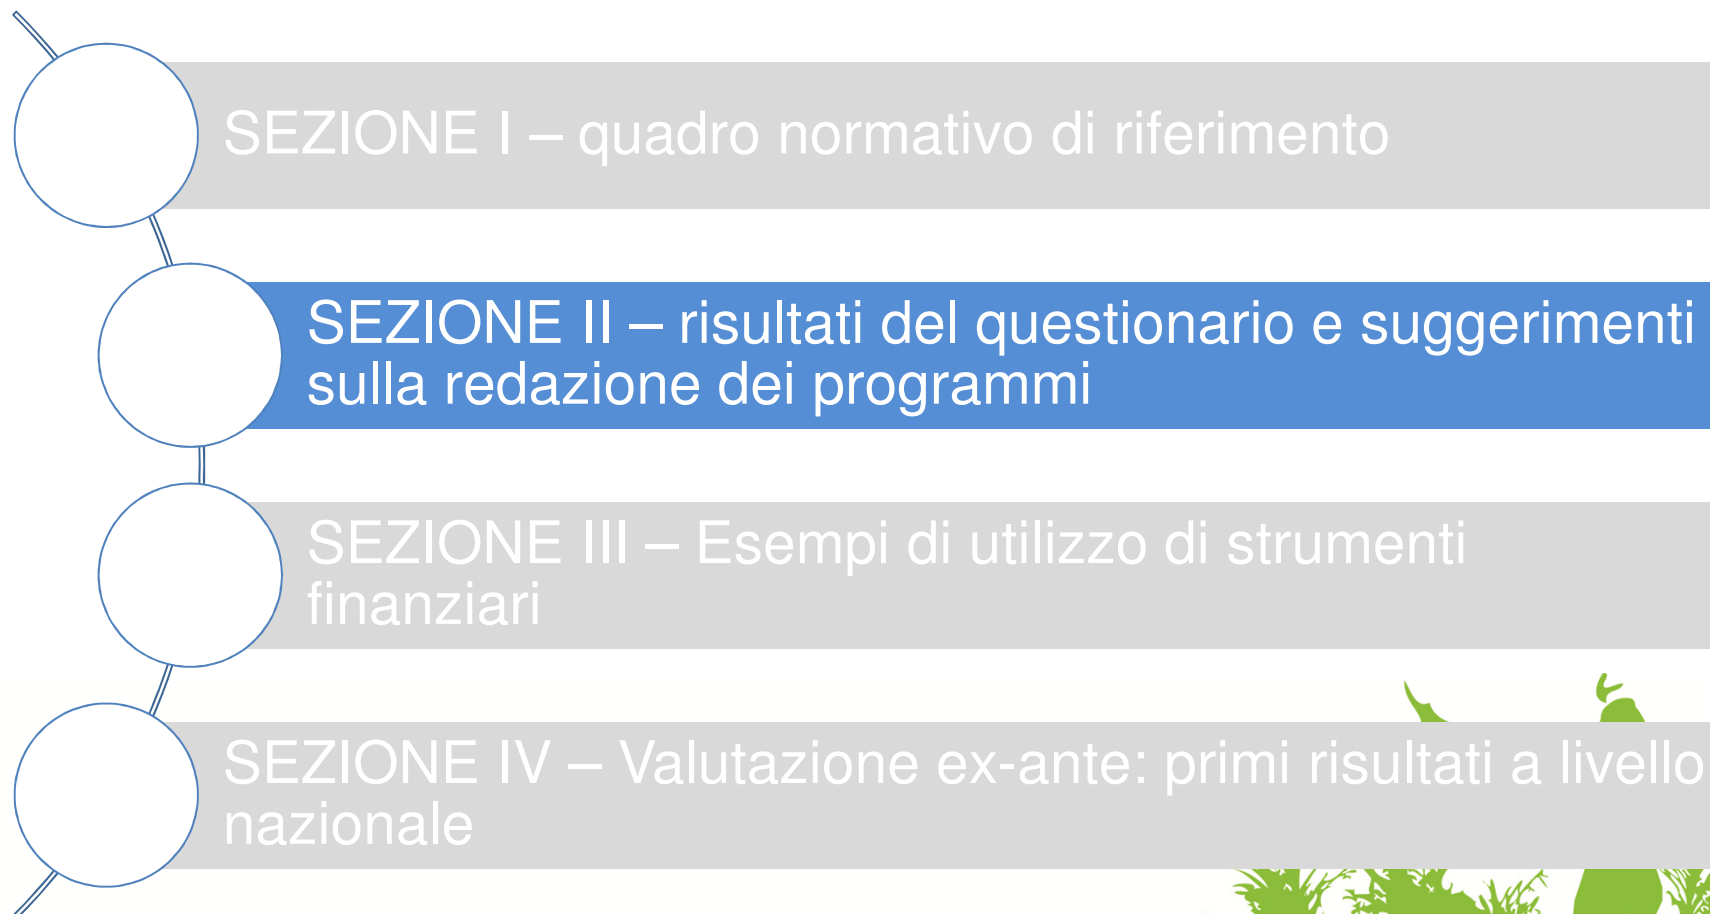 SEZIONE I – quadro normativo di riferimento
SEZIONE II – risultati del questionario e suggerimenti
sulla redazione dei programmi
SEZIONE III – Esempi di utilizzo di strumenti
finanziari
SEZIONE IV – Valutazione ex-ante: primi risultati a livello
nazionale